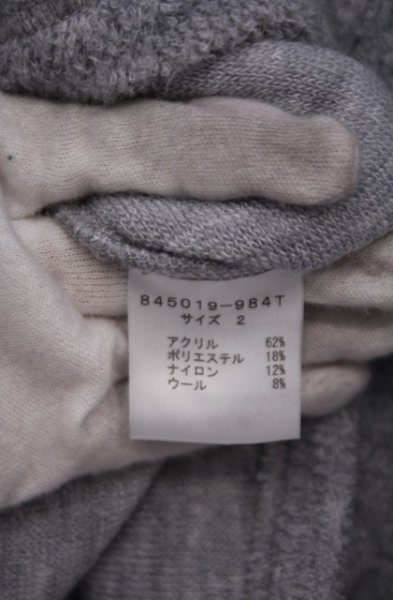 845019-984T
サイズ 2
アクリル 62%
ポリエステル 18%
ナイロン 12%
ウール 8%